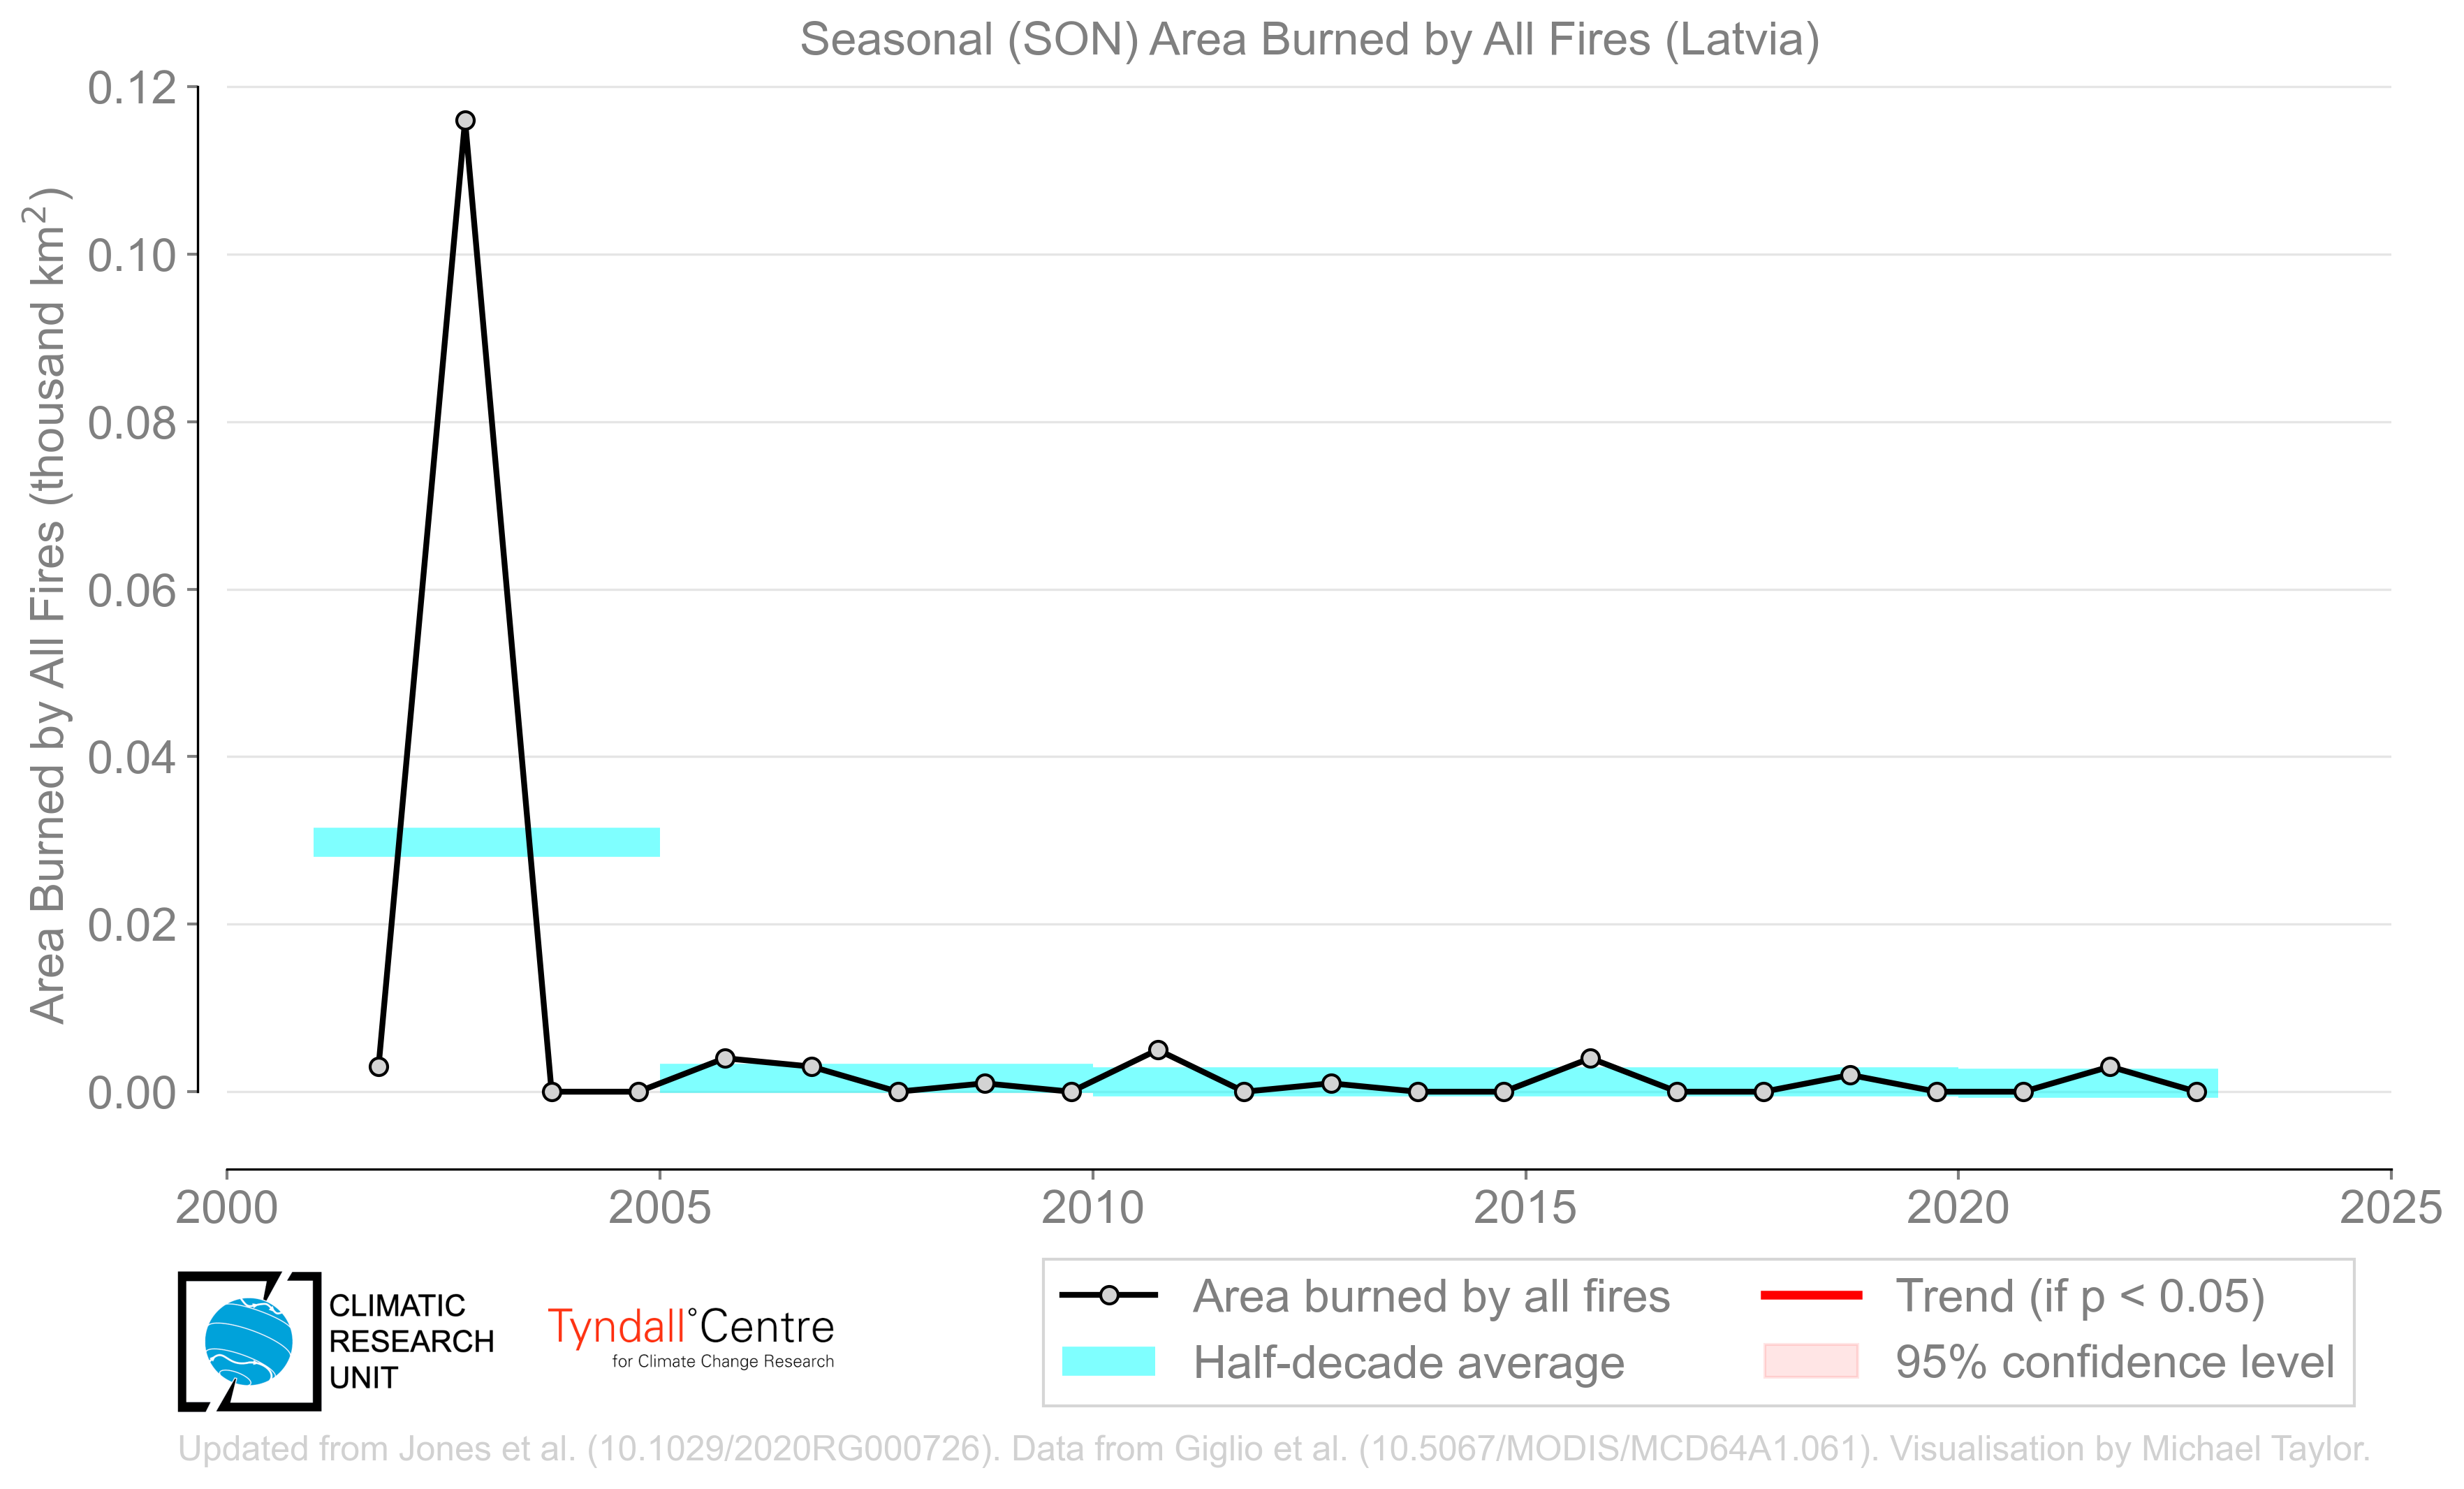 Seasonal (SON) Area Burned by All Fires (Latvia)
Area Burned by All Fires (thousand km²)
0.12
0.10
0.08
0.06
0.04
0.02
0.00
2000 2005 2010 2015 2020 2025
CLIMATIC
RESEARCH
UNIT
Tyndall°Centre
for Climate Change Research
Area burned by all fires
Half-decade average
Trend (if p < 0.05)
95% confidence level
Updated from Jones et al. (10.1029/2020RG000726). Data from Giglio et al. (10.5067/MODIS/MCD64A1.061). Visualisation by Michael Taylor.